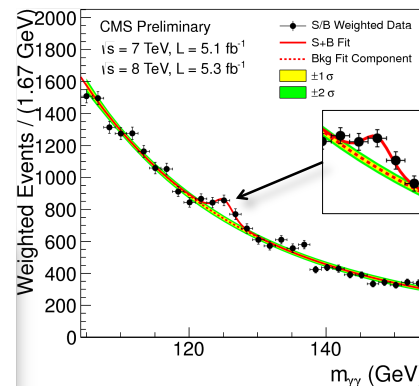 CMS Preliminary
√s = 7 TeV, L = 5.1 fb⁻¹
√s = 8 TeV, L = 5.3 fb⁻¹
S/B Weighted Data
S+B Fit
Bkg Fit Component
±1 σ
±2 σ
Weighted Events / (1.67 GeV)
2000
1800
1600
1400
1200
1000
800
600
400
200
0
120
140
mγγ (GeV